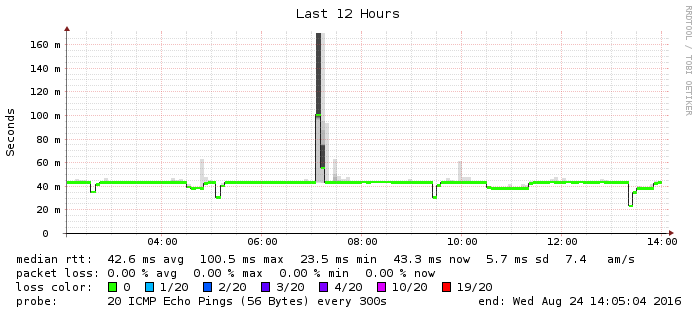 Last 12 Hours
RRDTOOL / TOBI OETIKER
Seconds
160 m
140 m
120 m
100 m
80 m
60 m
40 m
20 m
0
04:00 06:00 08:00 10:00 12:00 14:00
median rtt: 42.6 ms avg 100.5 ms max 23.5 ms min 43.3 ms now 5.7 ms sd 7.4 am/s
packet loss: 0.00 % avg 0.00 % max 0.00 % min 0.00 % now
loss color: 0 1/20 2/20 3/20 4/20 10/20 19/20
probe: 20 ICMP Echo Pings (56 Bytes) every 300s end: Wed Aug 24 14:05:04 2016